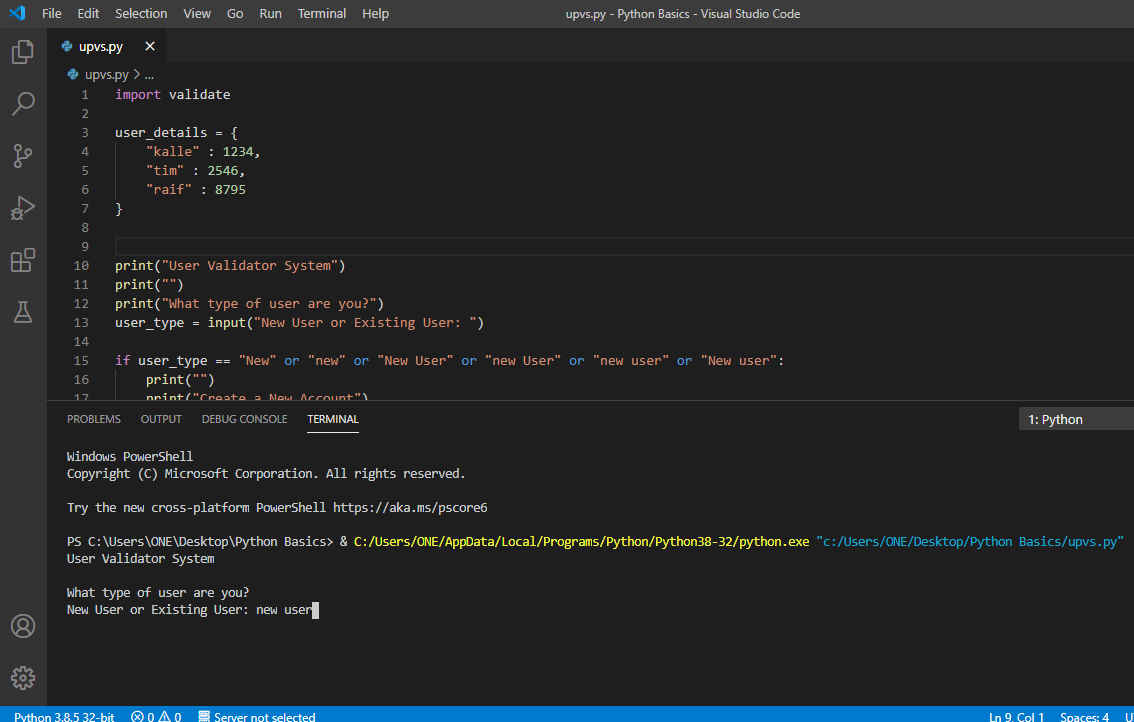 File Edit Selection View Go Run Terminal Help upvs.py - Python Basics - Visual Studio Code
upvs.py ×
upvs.py > ...
1 import validate
2
3 user_details = {
4 "kalle" : 1234,
5 "tim" : 2546,
6 "raif" : 8795
7 }
8
9
10 print("User Validator System")
11 print("")
12 print("What type of user are you?")
13 user_type = input("New User or Existing User: ")
14
15 if user_type == "New" or "new" or "New User" or "new User" or "new user" or "New user":
16 print("")
17 print("Create a New Account")
PROBLEMS OUTPUT DEBUG CONSOLE TERMINAL 1: Python
Windows PowerShell
Copyright (C) Microsoft Corporation. All rights reserved.
Try the new cross-platform PowerShell https://aka.ms/pscore6
PS C:\Users\ONE\Desktop\Python Basics> & C:/Users/ONE/AppData/Local/Programs/Python/Python38-32/python.exe "c:/Users/ONE/Desktop/Python Basics/upvs.py"
User Validator System
What type of user are you?
New User or Existing User: new user
Python 3.8.5 32-bit 0 0 Server not selected Ln 9, Col 1 Spaces: 4